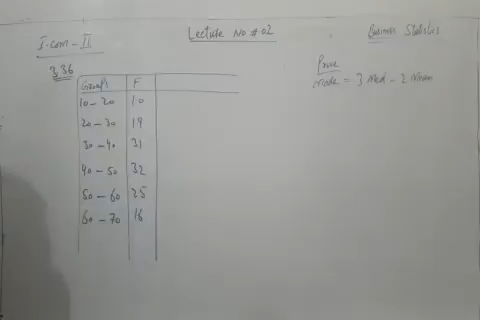 Lecture No # 02
Business Statistics
I-com-II
3.36
Prove
Mode = 3 Med - 2 Mean
Groups F
10-20 10
20-30 19
30-40 31
40-50 32
50-60 25
60-70 16